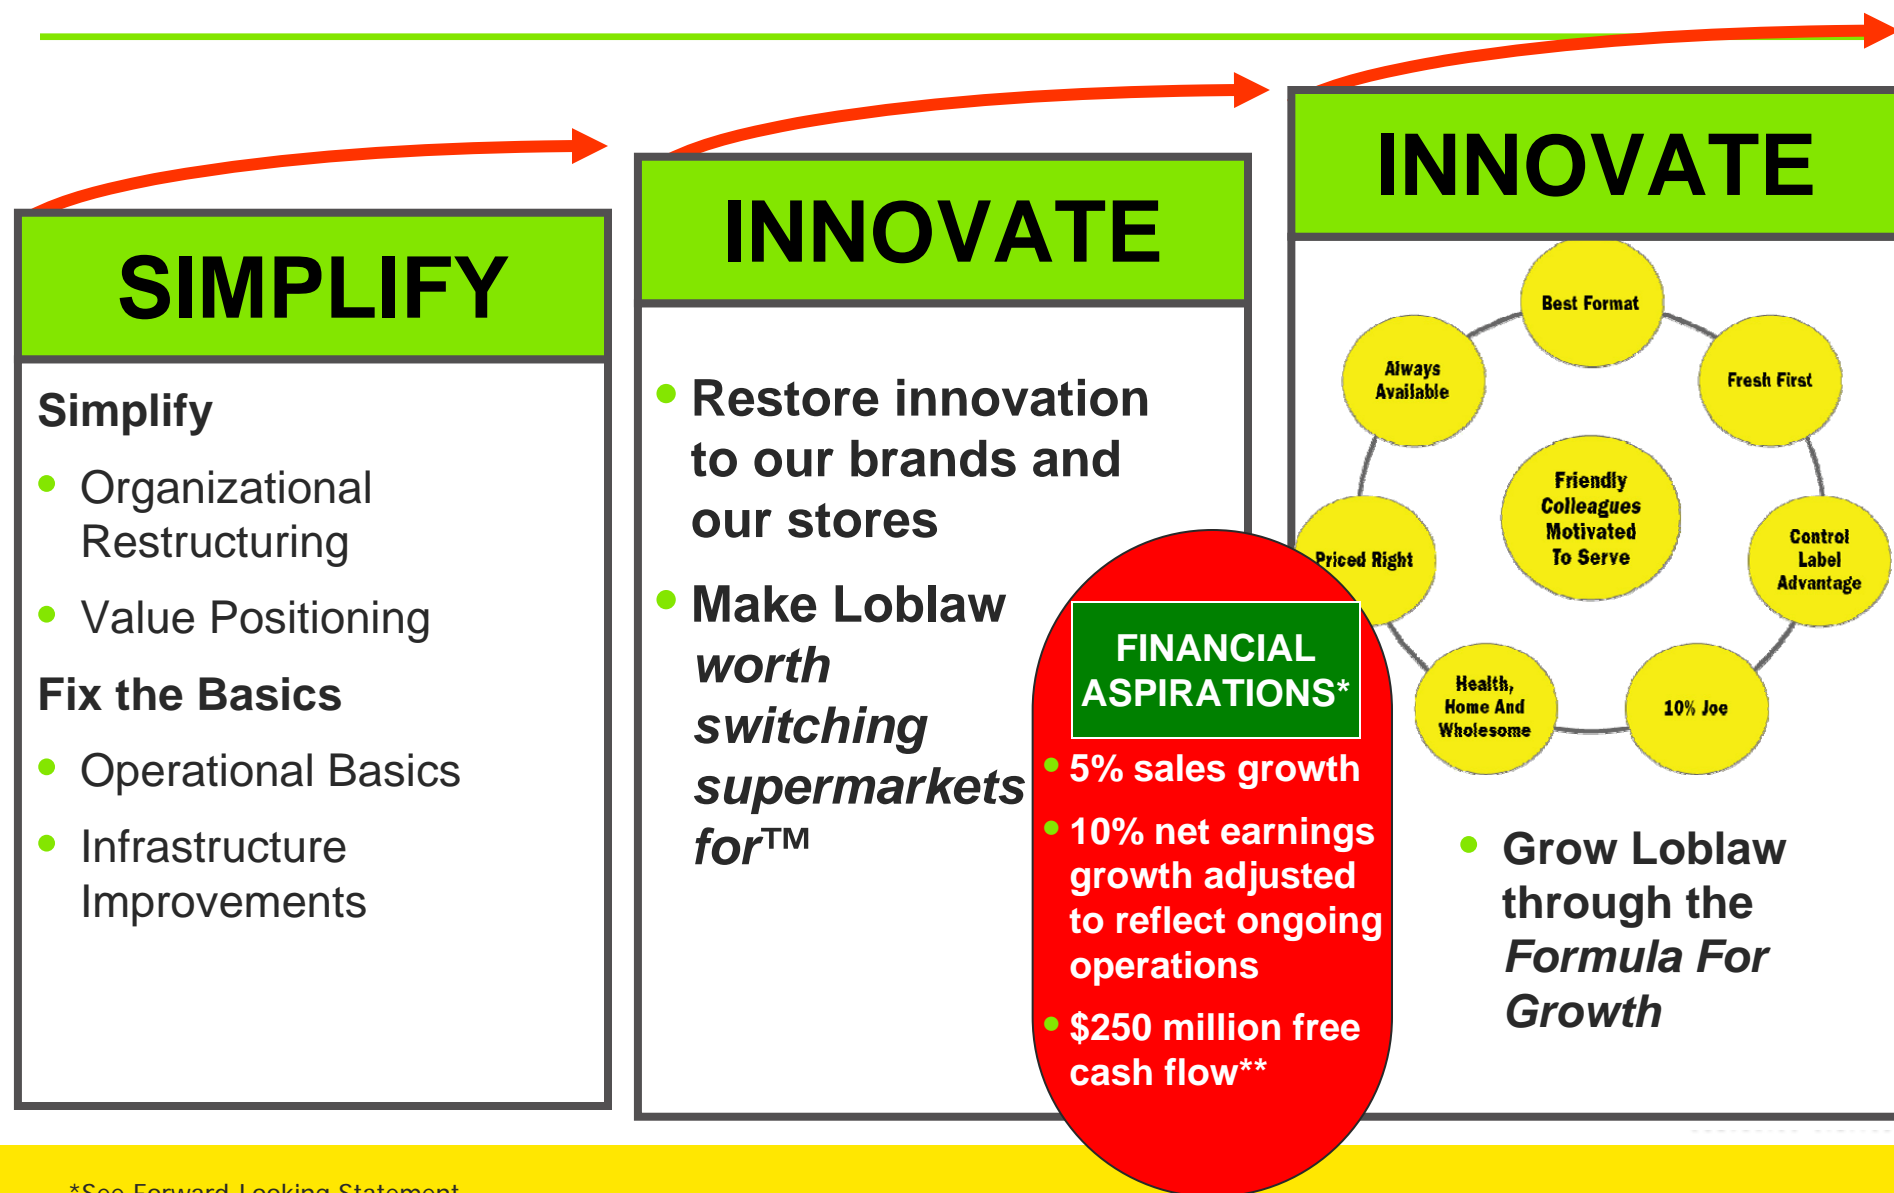 SIMPLIFY
Simplify
Organizational
Restructuring
Value Positioning
Fix the Basics
Operational Basics
Infrastructure
Improvements
INNOVATE
Restore innovation
to our brands and
our stores
Make Loblaw
worth
switching
supermarkets
for™
FINANCIAL
ASPIRATIONS*
5% sales growth
10% net earnings
growth adjusted
to reflect ongoing
operations
$250 million free
cash flow**
INNOVATE
Best Format
Always
Available
Fresh First
Friendly
Colleagues
Motivated
To Serve
Priced Right
Control
Label
Advantage
Health,
Home And
Wholesome
10% Joe
Grow Loblaw
through the
Formula For
Growth
*See Forward-Looking Statement